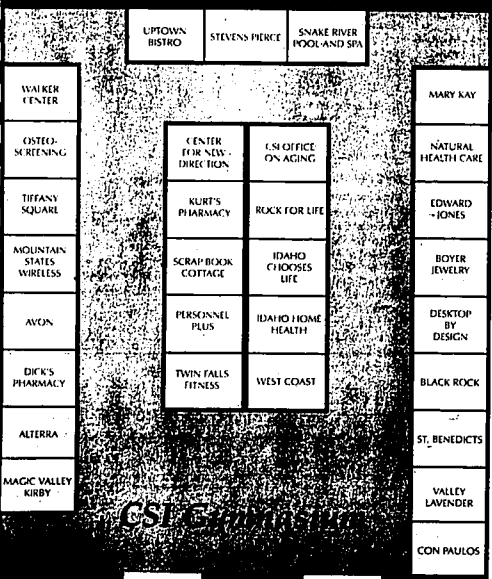 UPTOWN
BISTRO
STEVENS PIERCE
SNAKE RIVER
POOL AND SPA
WALKER
CENTER
OSTEO-
SCREENING
TIFFANY
SQUARE
MOUNTAIN
STATES
WIRELESS
AVON
DICK'S
PHARMACY
ALTERRA
MAGIC VALLEY
KIRBY
CENTER
FOR NEW
DIRECTION
CSI OFFICE
ON AGING
KURT'S
PHARMACY
ROCK FOR LIFE
SCRAP BOOK
COTTAGE
IDAHO
CHOOSES
LIFE
PERSONNEL
PLUS
IDAHO HOME
HEALTH
TWIN FALLS
FITNESS
WEST COAST
MARY KAY
NATURAL
HEALTH CARE
EDWARD
JONES
BOYER
JEWELRY
DESKTOP
BY
DESIGN
BLACK ROCK
ST. BENEDICTS
VALLEY
LAVENDER
CON PAULOS
CSI Gymnasium